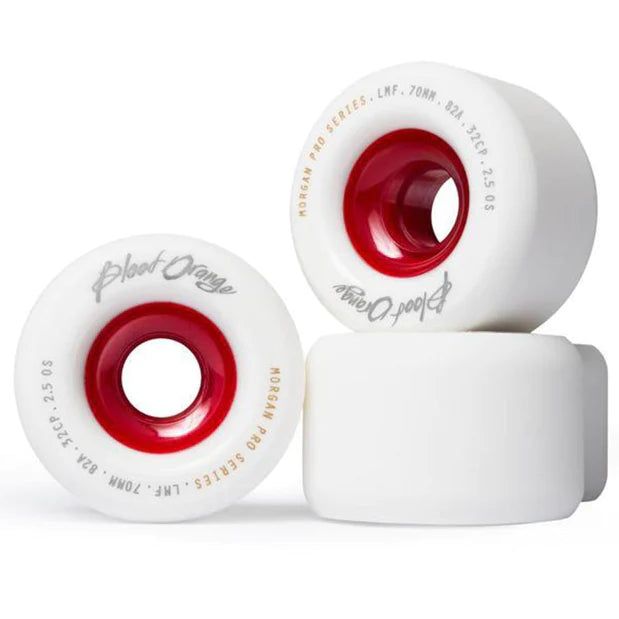 Blood Orange
MORGAN PRO SERIES . LMF . 70MM . 82A . 32CP . 2.5 OS
Blood Orange
MORGAN PRO SERIES . LMF . 70MM . 82A . 32CP . 2.5 OS